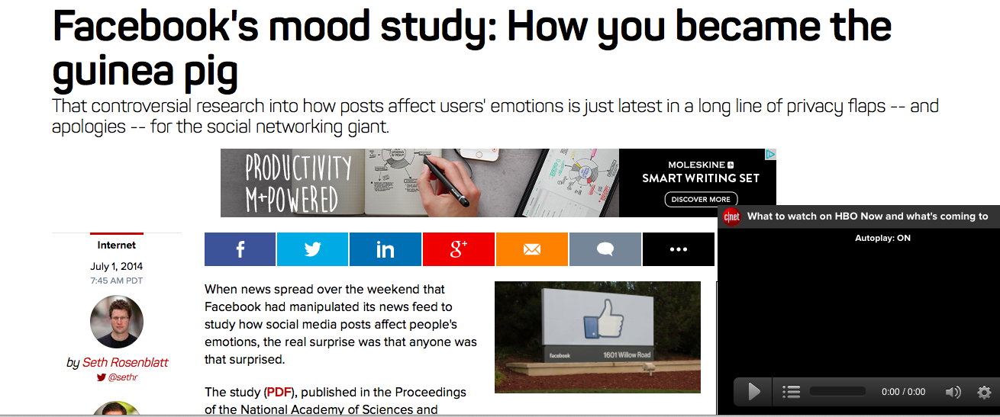 Facebook's mood study: How you became the
guinea pig
That controversial research into how posts affect users' emotions is just latest in a long line of privacy flaps -- and
apologies -- for the social networking giant.
PRODUCTIVITY
M+POWERED
MOLESKINE
SMART WRITING SET
DISCOVER MORE
c|net What to watch on HBO Now and what's coming to
Autoplay: ON
Internet
July 1, 2014
7:45 AM PDT
by Seth Rosenblatt
@sethr
f in g+
When news spread over the weekend that
Facebook had manipulated its news feed to
study how social media posts affect people's
emotions, the real surprise was that anyone was
that surprised.
The study (PDF), published in the Proceedings
of the National Academy of Sciences and
facebook 1601 Willow Road
0:00 / 0:00